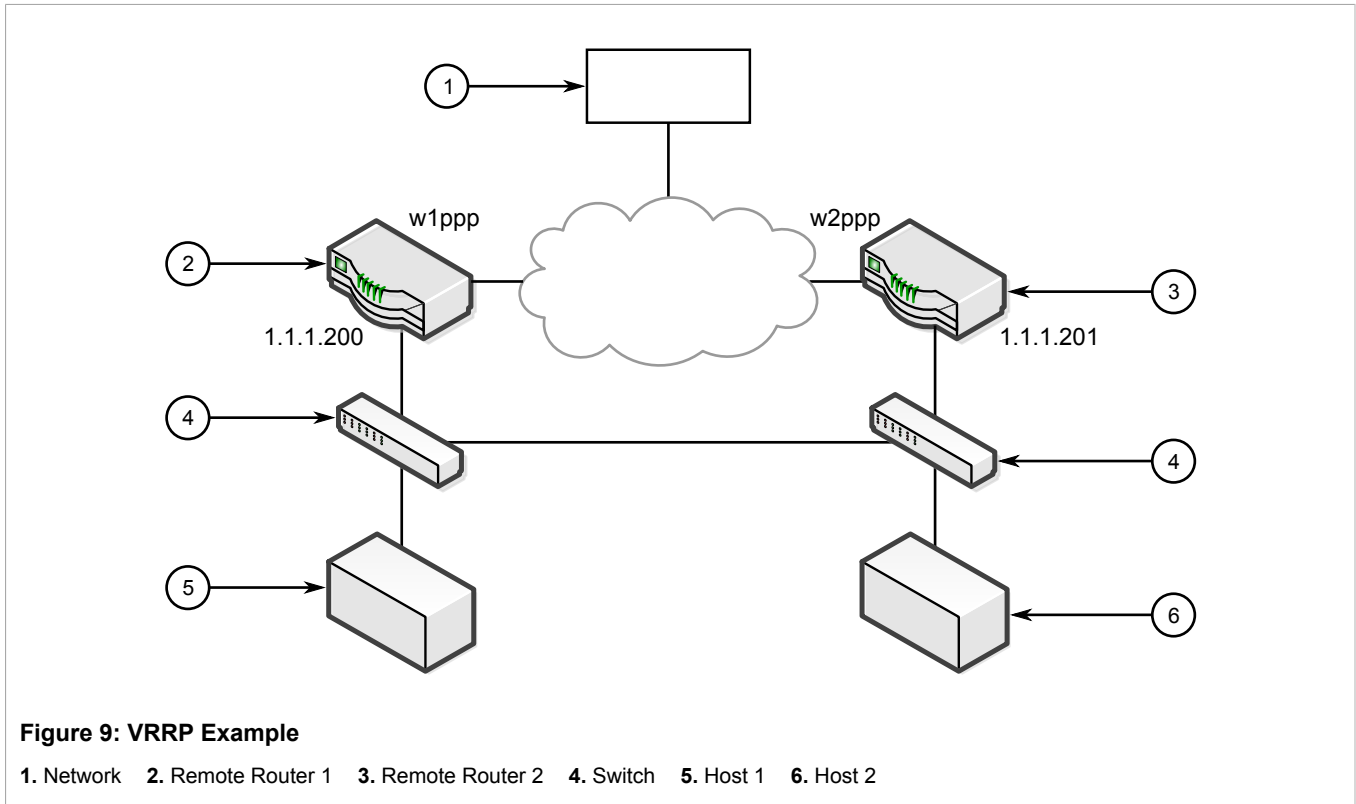 1
w1ppp
w2ppp
2
3
1.1.1.200
1.1.1.201
4
4
5
6
Figure 9: VRRP Example
1. Network 2. Remote Router 1 3. Remote Router 2 4. Switch 5. Host 1 6. Host 2